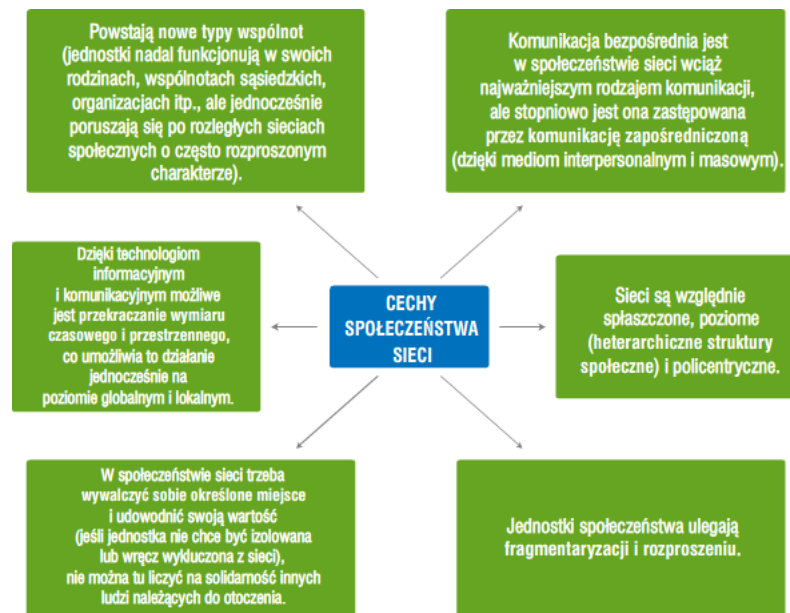 Powstają nowe typy wspólnot
(jednostki nadal funkcjonują w swoich
rodzinach, wspólnotach sąsiedzkich,
organizacjach itp., ale jednocześnie
poruszają się po rozległych sieciach
społecznych o często rozproszonym
charakterze).
Komunikacja bezpośrednia jest
w społeczeństwie sieci wciąż
najważniejszym rodzajem komunikacji,
ale stopniowo jest ona zastępowana
przez komunikację zapośredniczoną
(dzięki mediom interpersonalnym i masowym).
Dzięki technologiom
informacyjnym
i komunikacyjnym możliwe
jest przekraczanie wymiaru
czasowego i przestrzennego,
co umożliwia to działanie
jednocześnie na
poziomie globalnym i lokalnym.
CECHY
SPOŁECZEŃSTWA
SIECI
Sieci są względnie
spłaszczone, poziome
(heterarchiczne struktury
społeczne) i policentryczne.
W społeczeństwie sieci trzeba
wywalczyć sobie określone miejsce
i udowodnić swoją wartość
(jeśli jednostka nie chce być izolowana
lub wręcz wykluczona z sieci),
nie można tu liczyć na solidarność innych
ludzi należących do otoczenia.
Jednostki społeczeństwa ulegają
fragmentaryzacji i rozproszeniu.